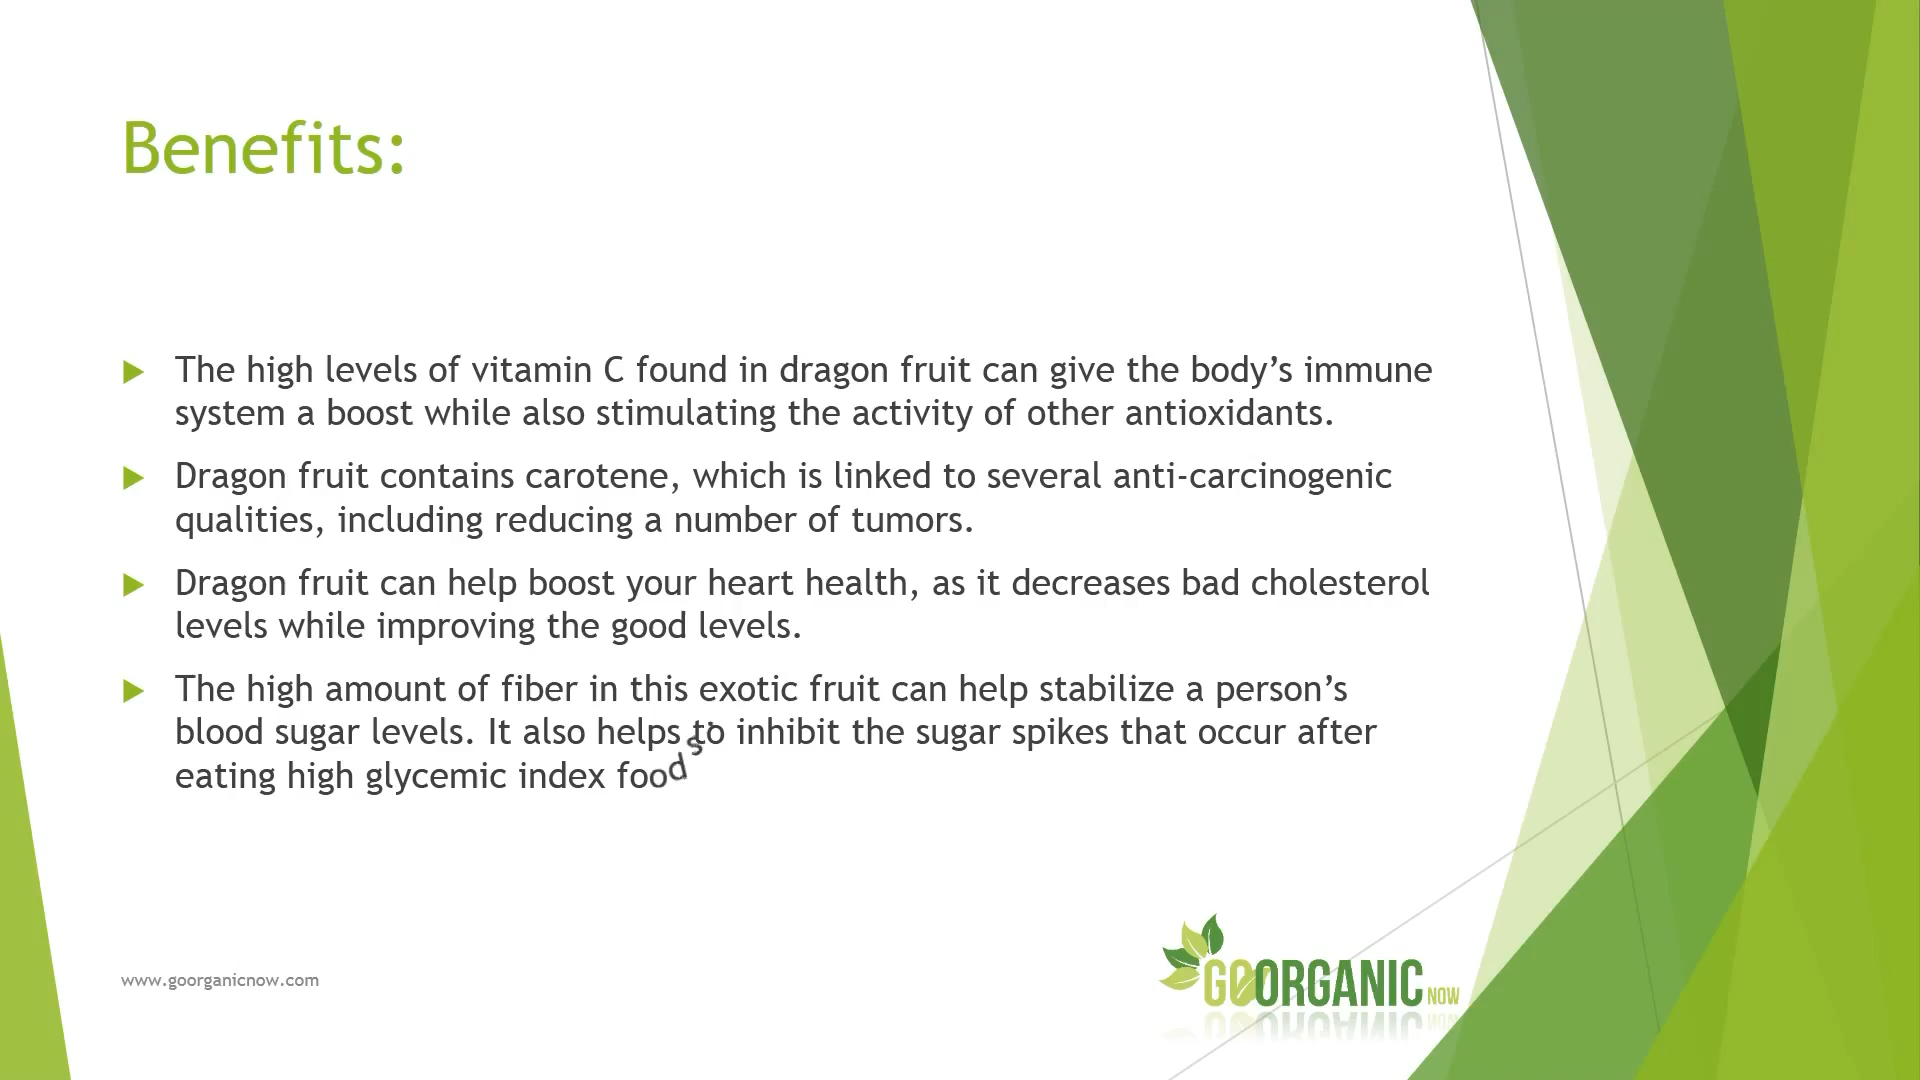 Benefits:
The high levels of vitamin C found in dragon fruit can give the body’s immune
system a boost while also stimulating the activity of other antioxidants.
Dragon fruit contains carotene, which is linked to several anti-carcinogenic
qualities, including reducing a number of tumors.
Dragon fruit can help boost your heart health, as it decreases bad cholesterol
levels while improving the good levels.
The high amount of fiber in this exotic fruit can help stabilize a person’s
blood sugar levels. It also helps to inhibit the sugar spikes that occur after
eating high glycemic index foods.
www.goorganicnow.com
GOORGANIC NOW